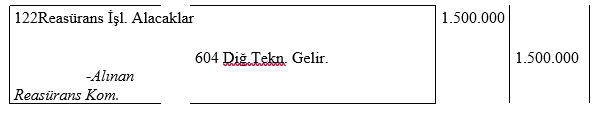 122Reasürans İşl. Alacaklar 1.500.000
604 Diğ.Tekn. Gelir. 1.500.000
-Alınan
Reasürans Kom.